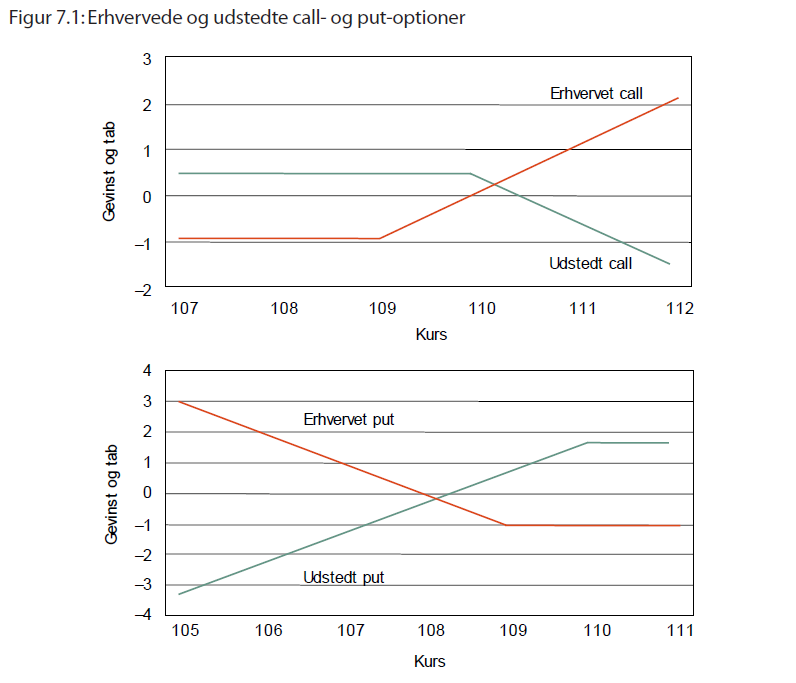 Figur 7.1: Erhvervede og udstedte call- og put-optioner
3
Erhvervet call
2
1
Gevinst og tab
0
–1
Udstedt call
–2
107 108 109 110 111 112
Kurs
4
3
Erhvervet put
2
1
Gevinst og tab
0
–1
–2
Udstedt put
–3
–4
105 106 107 108 109 110 111
Kurs